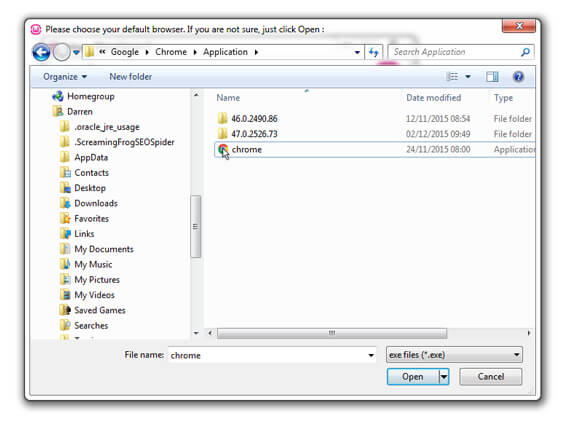 Please choose your default browser. If you are not sure, just click Open :
« Google Chrome Application Search Application
Organize New folder
Homegroup
Darren
.oracle_jre_usage
.ScreamingFrogSEOSpider
AppData
Contacts
Desktop
Downloads
Favorites
Links
My Documents
My Music
My Pictures
My Videos
Saved Games
Searches
Name Date modified Type
46.0.2490.86 12/11/2015 08:54 File folder
47.0.2526.73 02/12/2015 09:49 File folder
chrome 24/11/2015 08:00 Application
File name: chrome exe files (*.exe)
Open Cancel